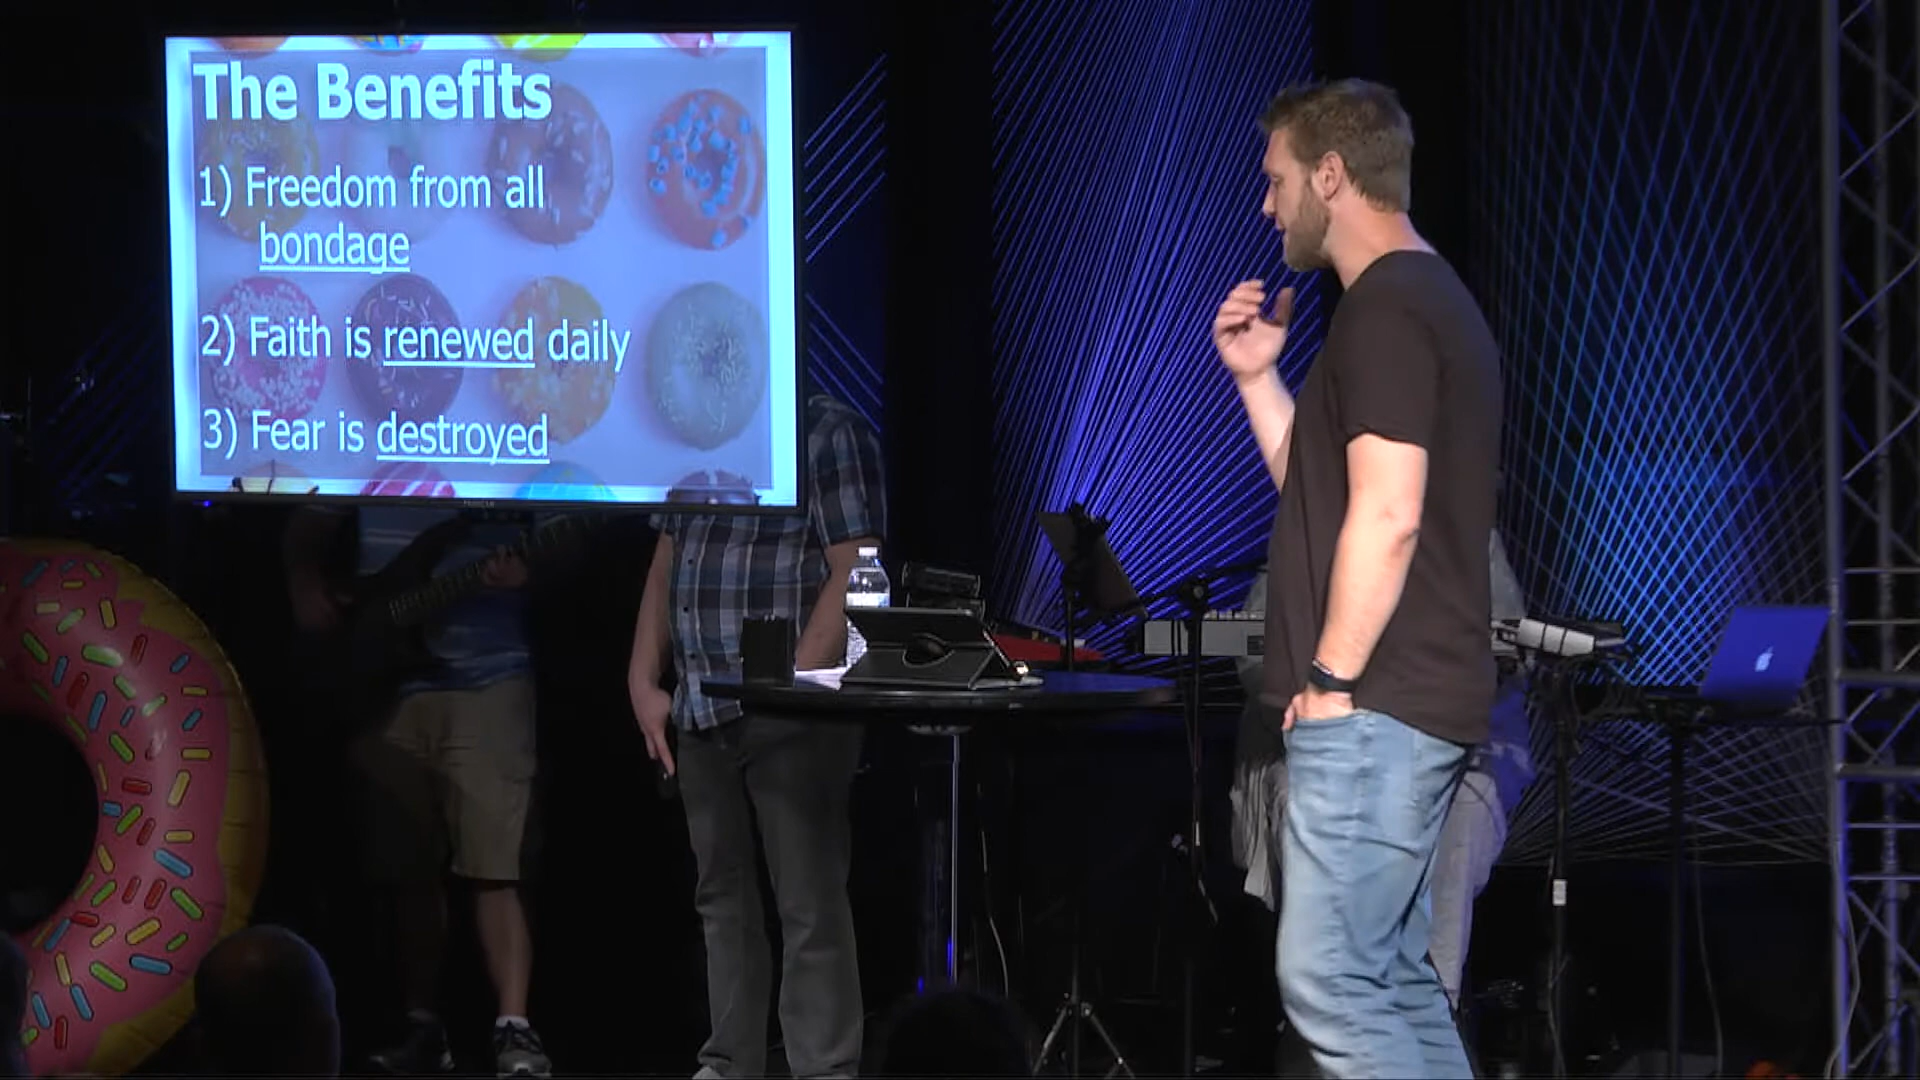 The Benefits
1) Freedom from all
bondage
2) Faith is renewed daily
3) Fear is destroyed